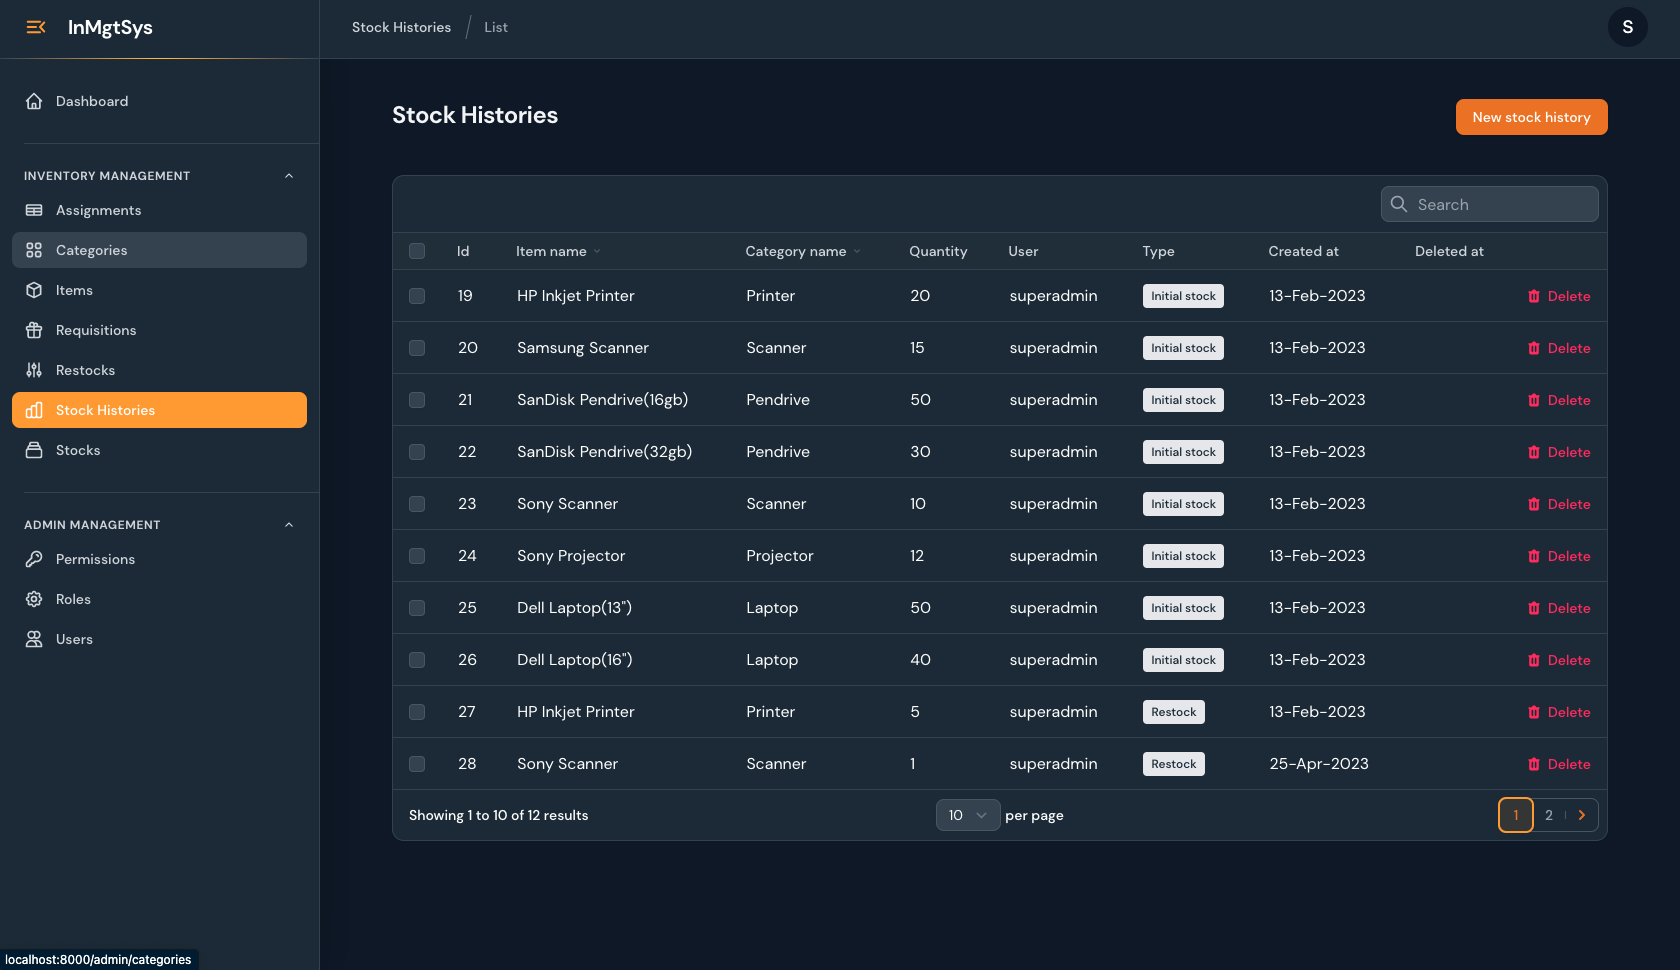 InMgtSys
Stock Histories / List
S
Dashboard
INVENTORY MANAGEMENT
Assignments
Categories
Items
Requisitions
Restocks
Stock Histories
Stocks
ADMIN MANAGEMENT
Permissions
Roles
Users
Stock Histories
New stock history
Search
Id Item name Category name Quantity User Type Created at Deleted at
19 HP Inkjet Printer Printer 20 superadmin Initial stock 13-Feb-2023 Delete
20 Samsung Scanner Scanner 15 superadmin Initial stock 13-Feb-2023 Delete
21 SanDisk Pendrive(16gb) Pendrive 50 superadmin Initial stock 13-Feb-2023 Delete
22 SanDisk Pendrive(32gb) Pendrive 30 superadmin Initial stock 13-Feb-2023 Delete
23 Sony Scanner Scanner 10 superadmin Initial stock 13-Feb-2023 Delete
24 Sony Projector Projector 12 superadmin Initial stock 13-Feb-2023 Delete
25 Dell Laptop(13") Laptop 50 superadmin Initial stock 13-Feb-2023 Delete
26 Dell Laptop(16") Laptop 40 superadmin Initial stock 13-Feb-2023 Delete
27 HP Inkjet Printer Printer 5 superadmin Restock 13-Feb-2023 Delete
28 Sony Scanner Scanner 1 superadmin Restock 25-Apr-2023 Delete
Showing 1 to 10 of 12 results 10 per page 1 2
localhost:8000/admin/categories